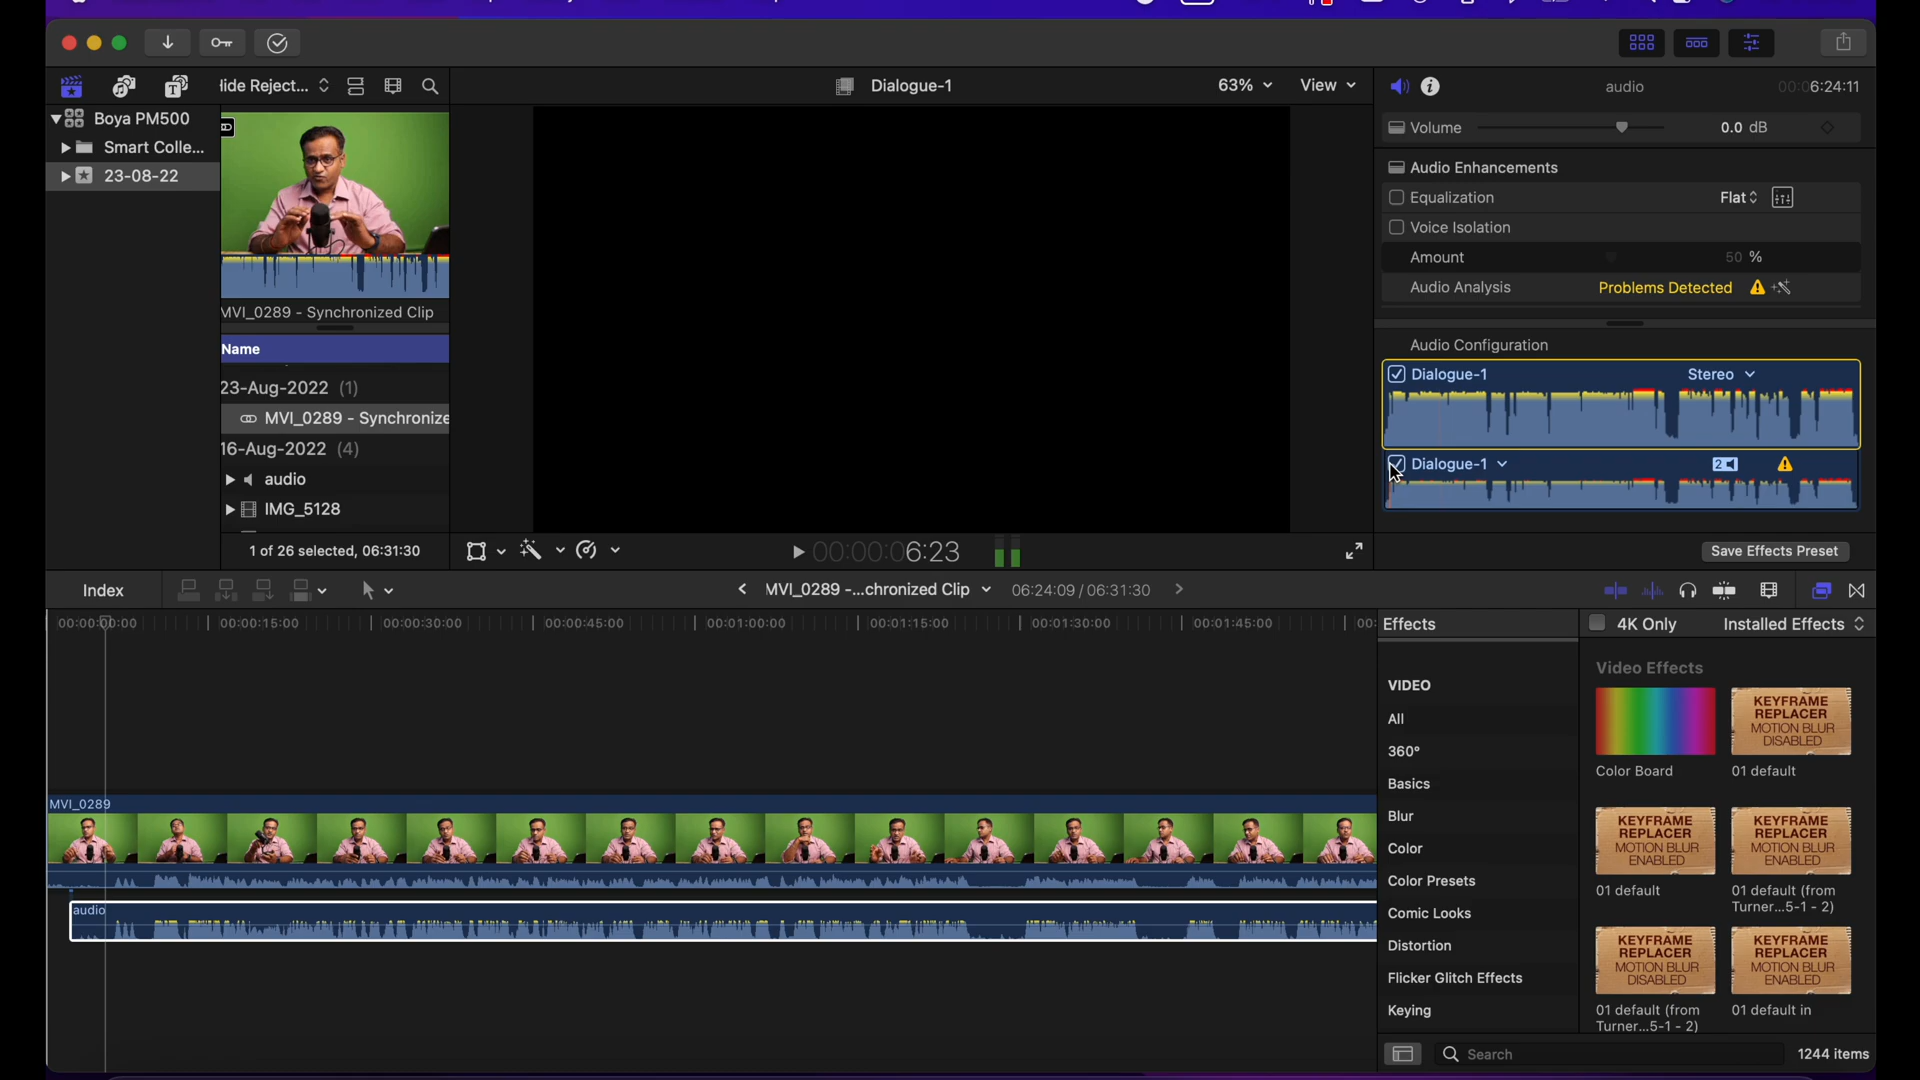 Hide Reject...
Dialogue-1
63%
View
audio
00:06:24:11
Boya PM500
Smart Colle...
23-08-22
MVI_0289 - Synchronized Clip
Name
23-Aug-2022 (1)
MVI_0289 - Synchronize
16-Aug-2022 (4)
audio
IMG_5128
1 of 26 selected, 06:31:30
00:00:06:23
Volume
0.0 dB
Audio Enhancements
Equalization
Flat
Voice Isolation
Amount
50 %
Audio Analysis
Problems Detected
Audio Configuration
Dialogue-1
Stereo
Dialogue-1
2
Save Effects Preset
Index
MVI_0289 -...chronized Clip
06:24:09 / 06:31:30
00:00:00:00
00:00:15:00
00:00:30:00
00:00:45:00
00:01:00:00
00:01:15:00
00:01:30:00
00:01:45:00
00:
MVI_0289
audio
Effects
4K Only
Installed Effects
VIDEO
All
360°
Basics
Blur
Color
Color Presets
Comic Looks
Distortion
Flicker Glitch Effects
Keying
Video Effects
KEYFRAME
REPLACER
MOTION BLUR
DISABLED
Color Board
01 default
KEYFRAME
REPLACER
MOTION BLUR
ENABLED
KEYFRAME
REPLACER
MOTION BLUR
ENABLED
01 default
01 default (from
Turner...5-1 - 2)
KEYFRAME
REPLACER
MOTION BLUR
DISABLED
KEYFRAME
REPLACER
MOTION BLUR
ENABLED
01 default (from
Turner...5-1 - 2)
01 default in
Search
1244 items